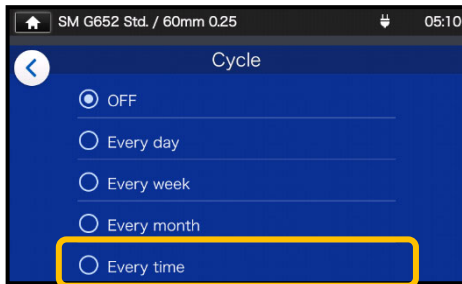 SM G652 Std. / 60mm 0.25 05:10
Cycle
OFF
Every day
Every week
Every month
Every time